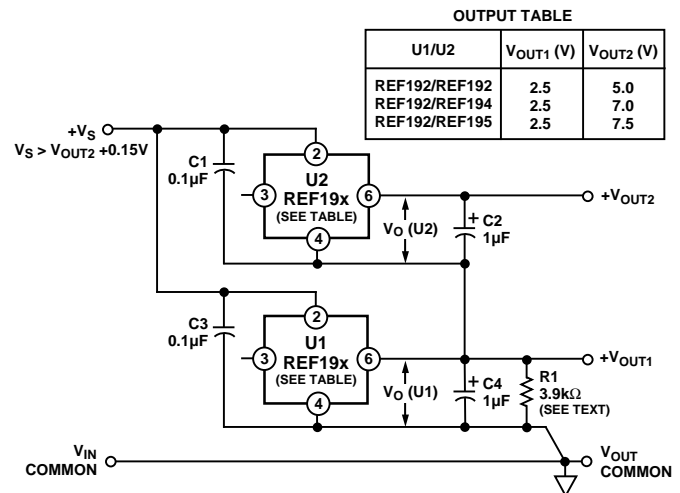 OUTPUT TABLE
U1/U2 VOUT1 (V) VOUT2 (V)
REF192/REF192 2.5 5.0
REF192/REF194 2.5 7.0
REF192/REF195 2.5 7.5
+VS
VS > VOUT2 +0.15V
C1
0.1µF
2
U2
REF19x
(SEE TABLE)
3
6
4
VO (U2)
+ C2
1µF
+VOUT2
C3
0.1µF
2
U1
REF19x
(SEE TABLE)
3
6
4
VO (U1)
+ C4
1µF
R1
3.9kΩ
(SEE TEXT)
+VOUT1
VIN
COMMON
VOUT
COMMON